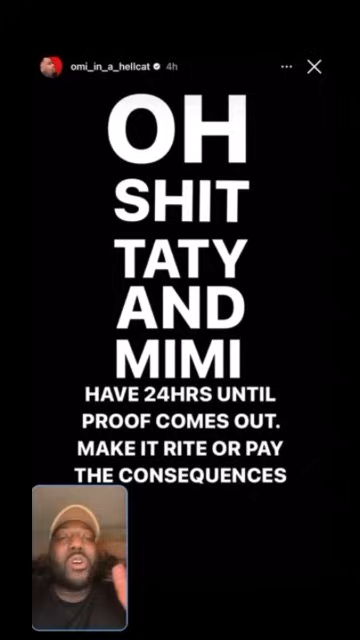 omi_in_a_hellcat 4h
OH
SHIT
TATY
AND
MIMI
HAVE 24HRS UNTIL
PROOF COMES OUT.
MAKE IT RITE OR PAY
THE CONSEQUENCES